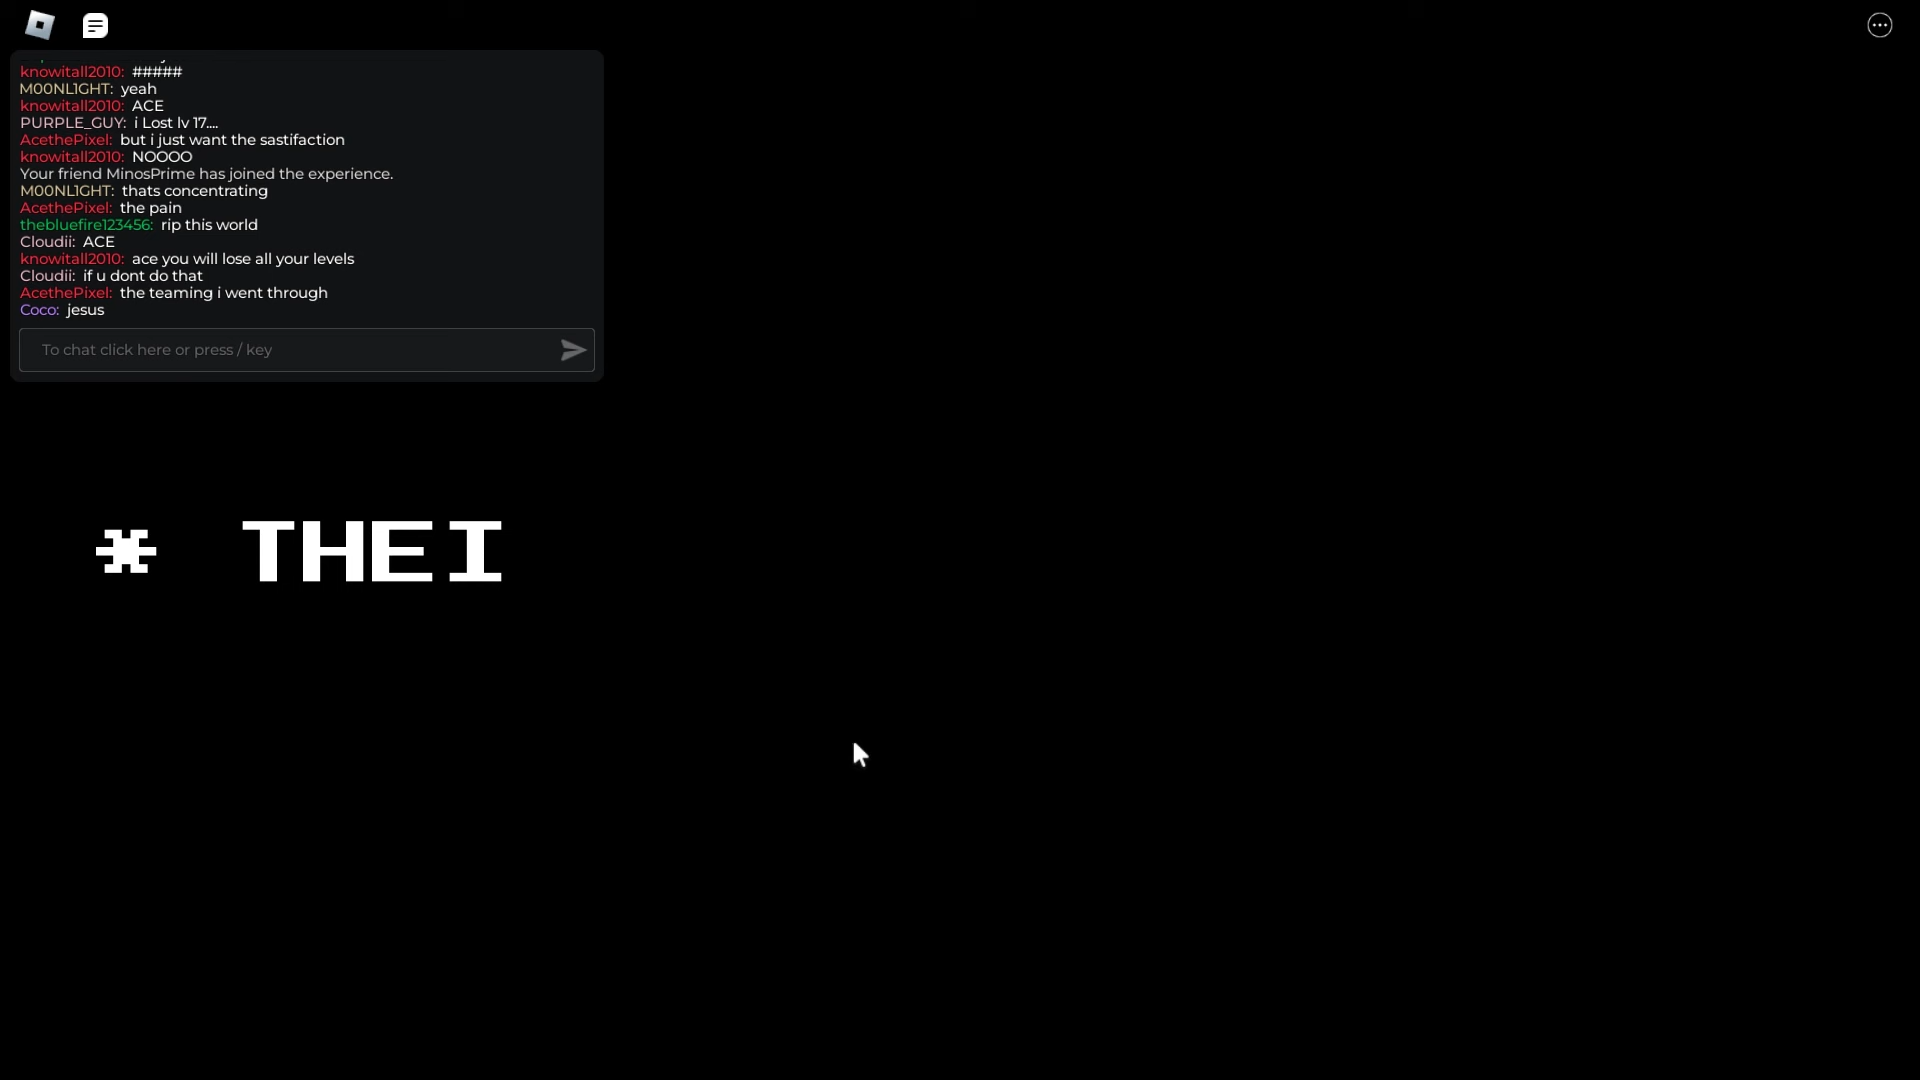 knowitall2010: #####
M00NL1GHT: yeah
knowitall2010: ACE
PURPLE_GUY: i Lost lv 17....
AcethePixel: but i just want the sastifaction
knowitall2010: NOOOO
Your friend MinosPrime has joined the experience.
M00NL1GHT: thats concentrating
AcethePixel: the pain
thebluefire123456: rip this world
Cloudii: ACE
knowitall2010: ace you will lose all your levels
Cloudii: if u dont do that
AcethePixel: the teaming i went through
Coco: jesus
To chat click here or press / key
* THEI